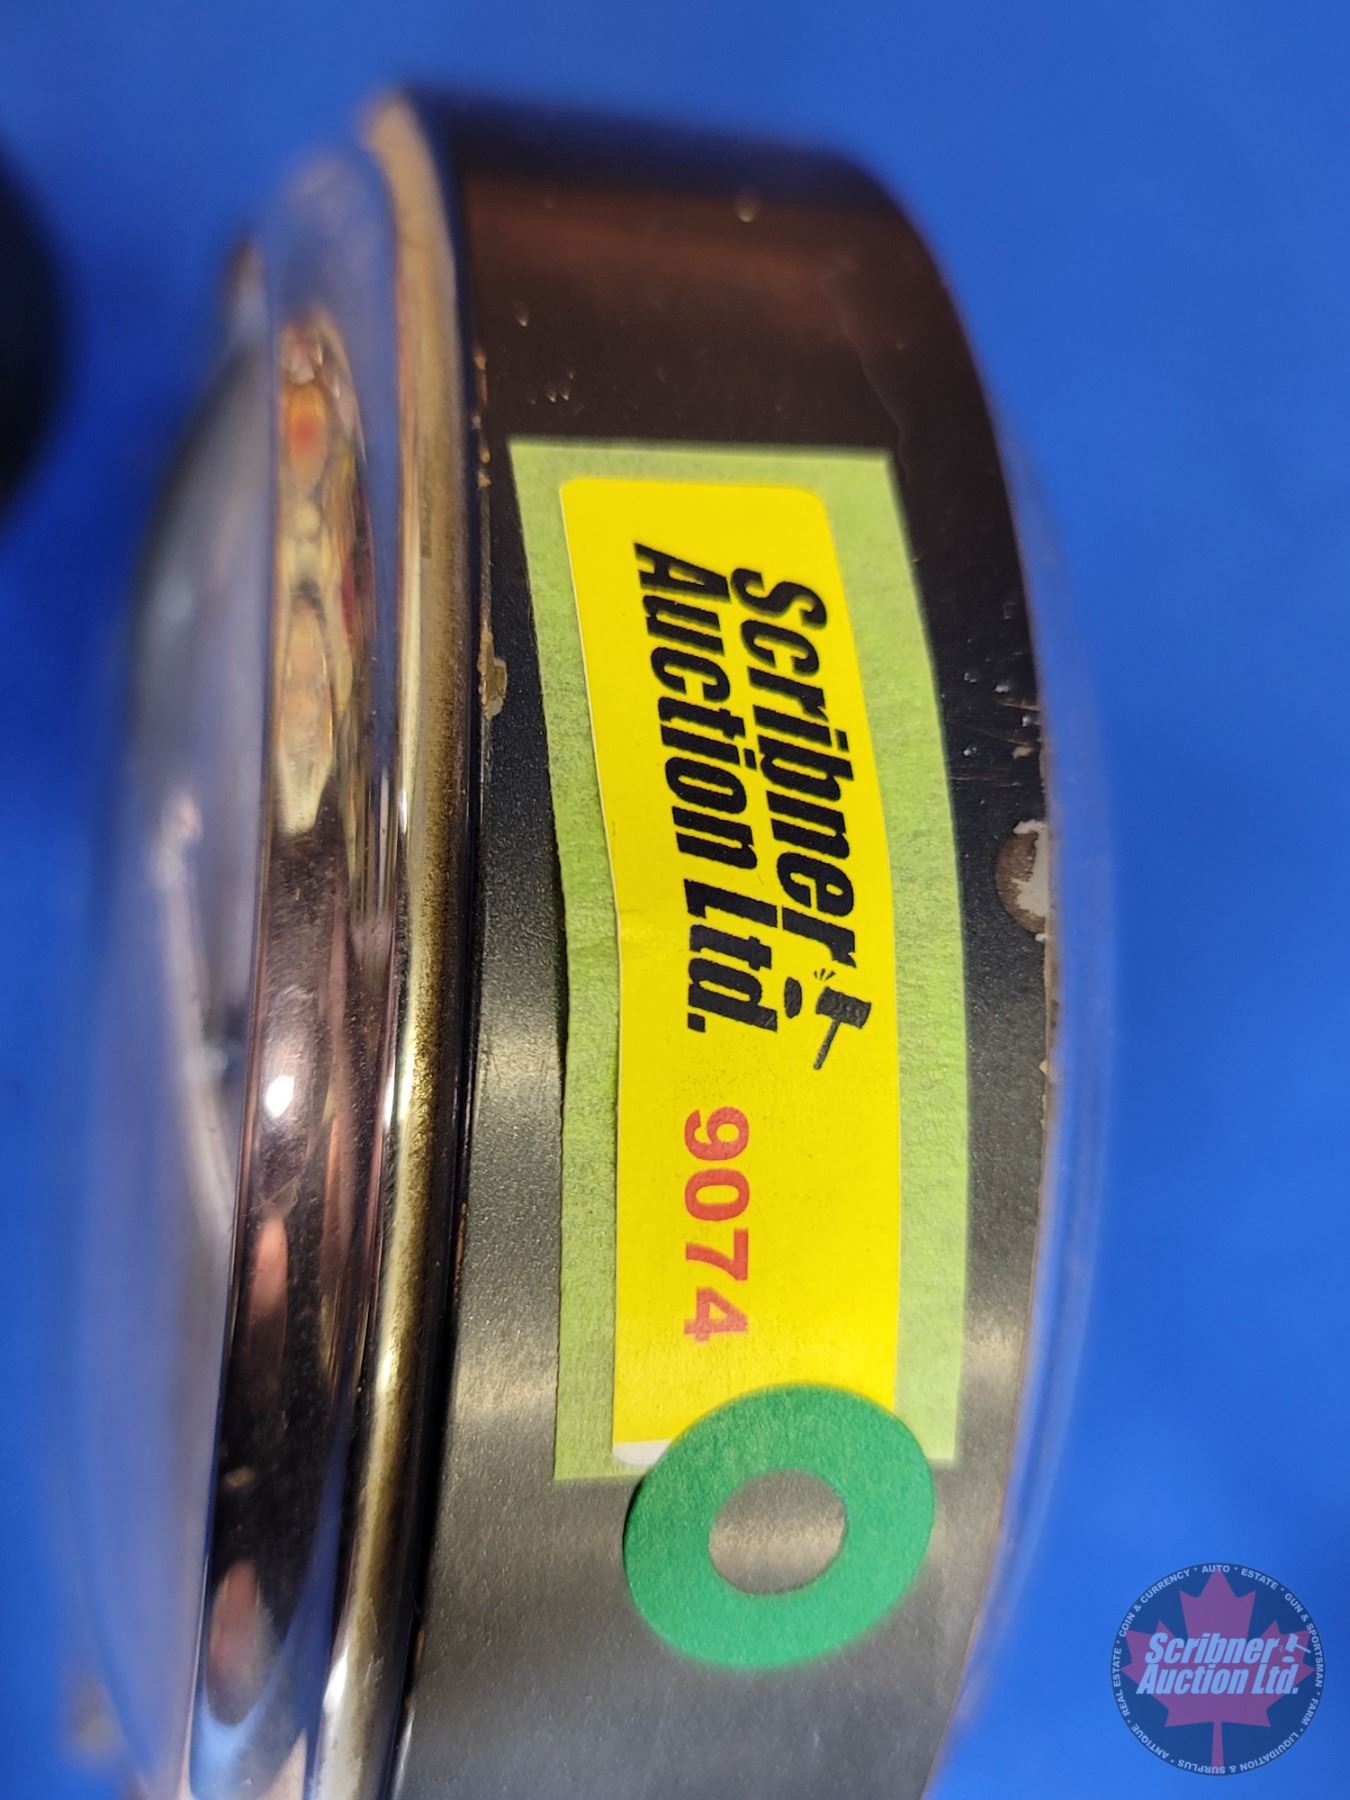 Scribner
Auction Ltd.
9074
COIN & CURRENCY · AUTO · ESTATE · GUN & SPORTSMAN · FARM · LIQUIDATION & SURPLUS · ANTIQUE · REAL ESTATE ·
Scribner
Auction Ltd.